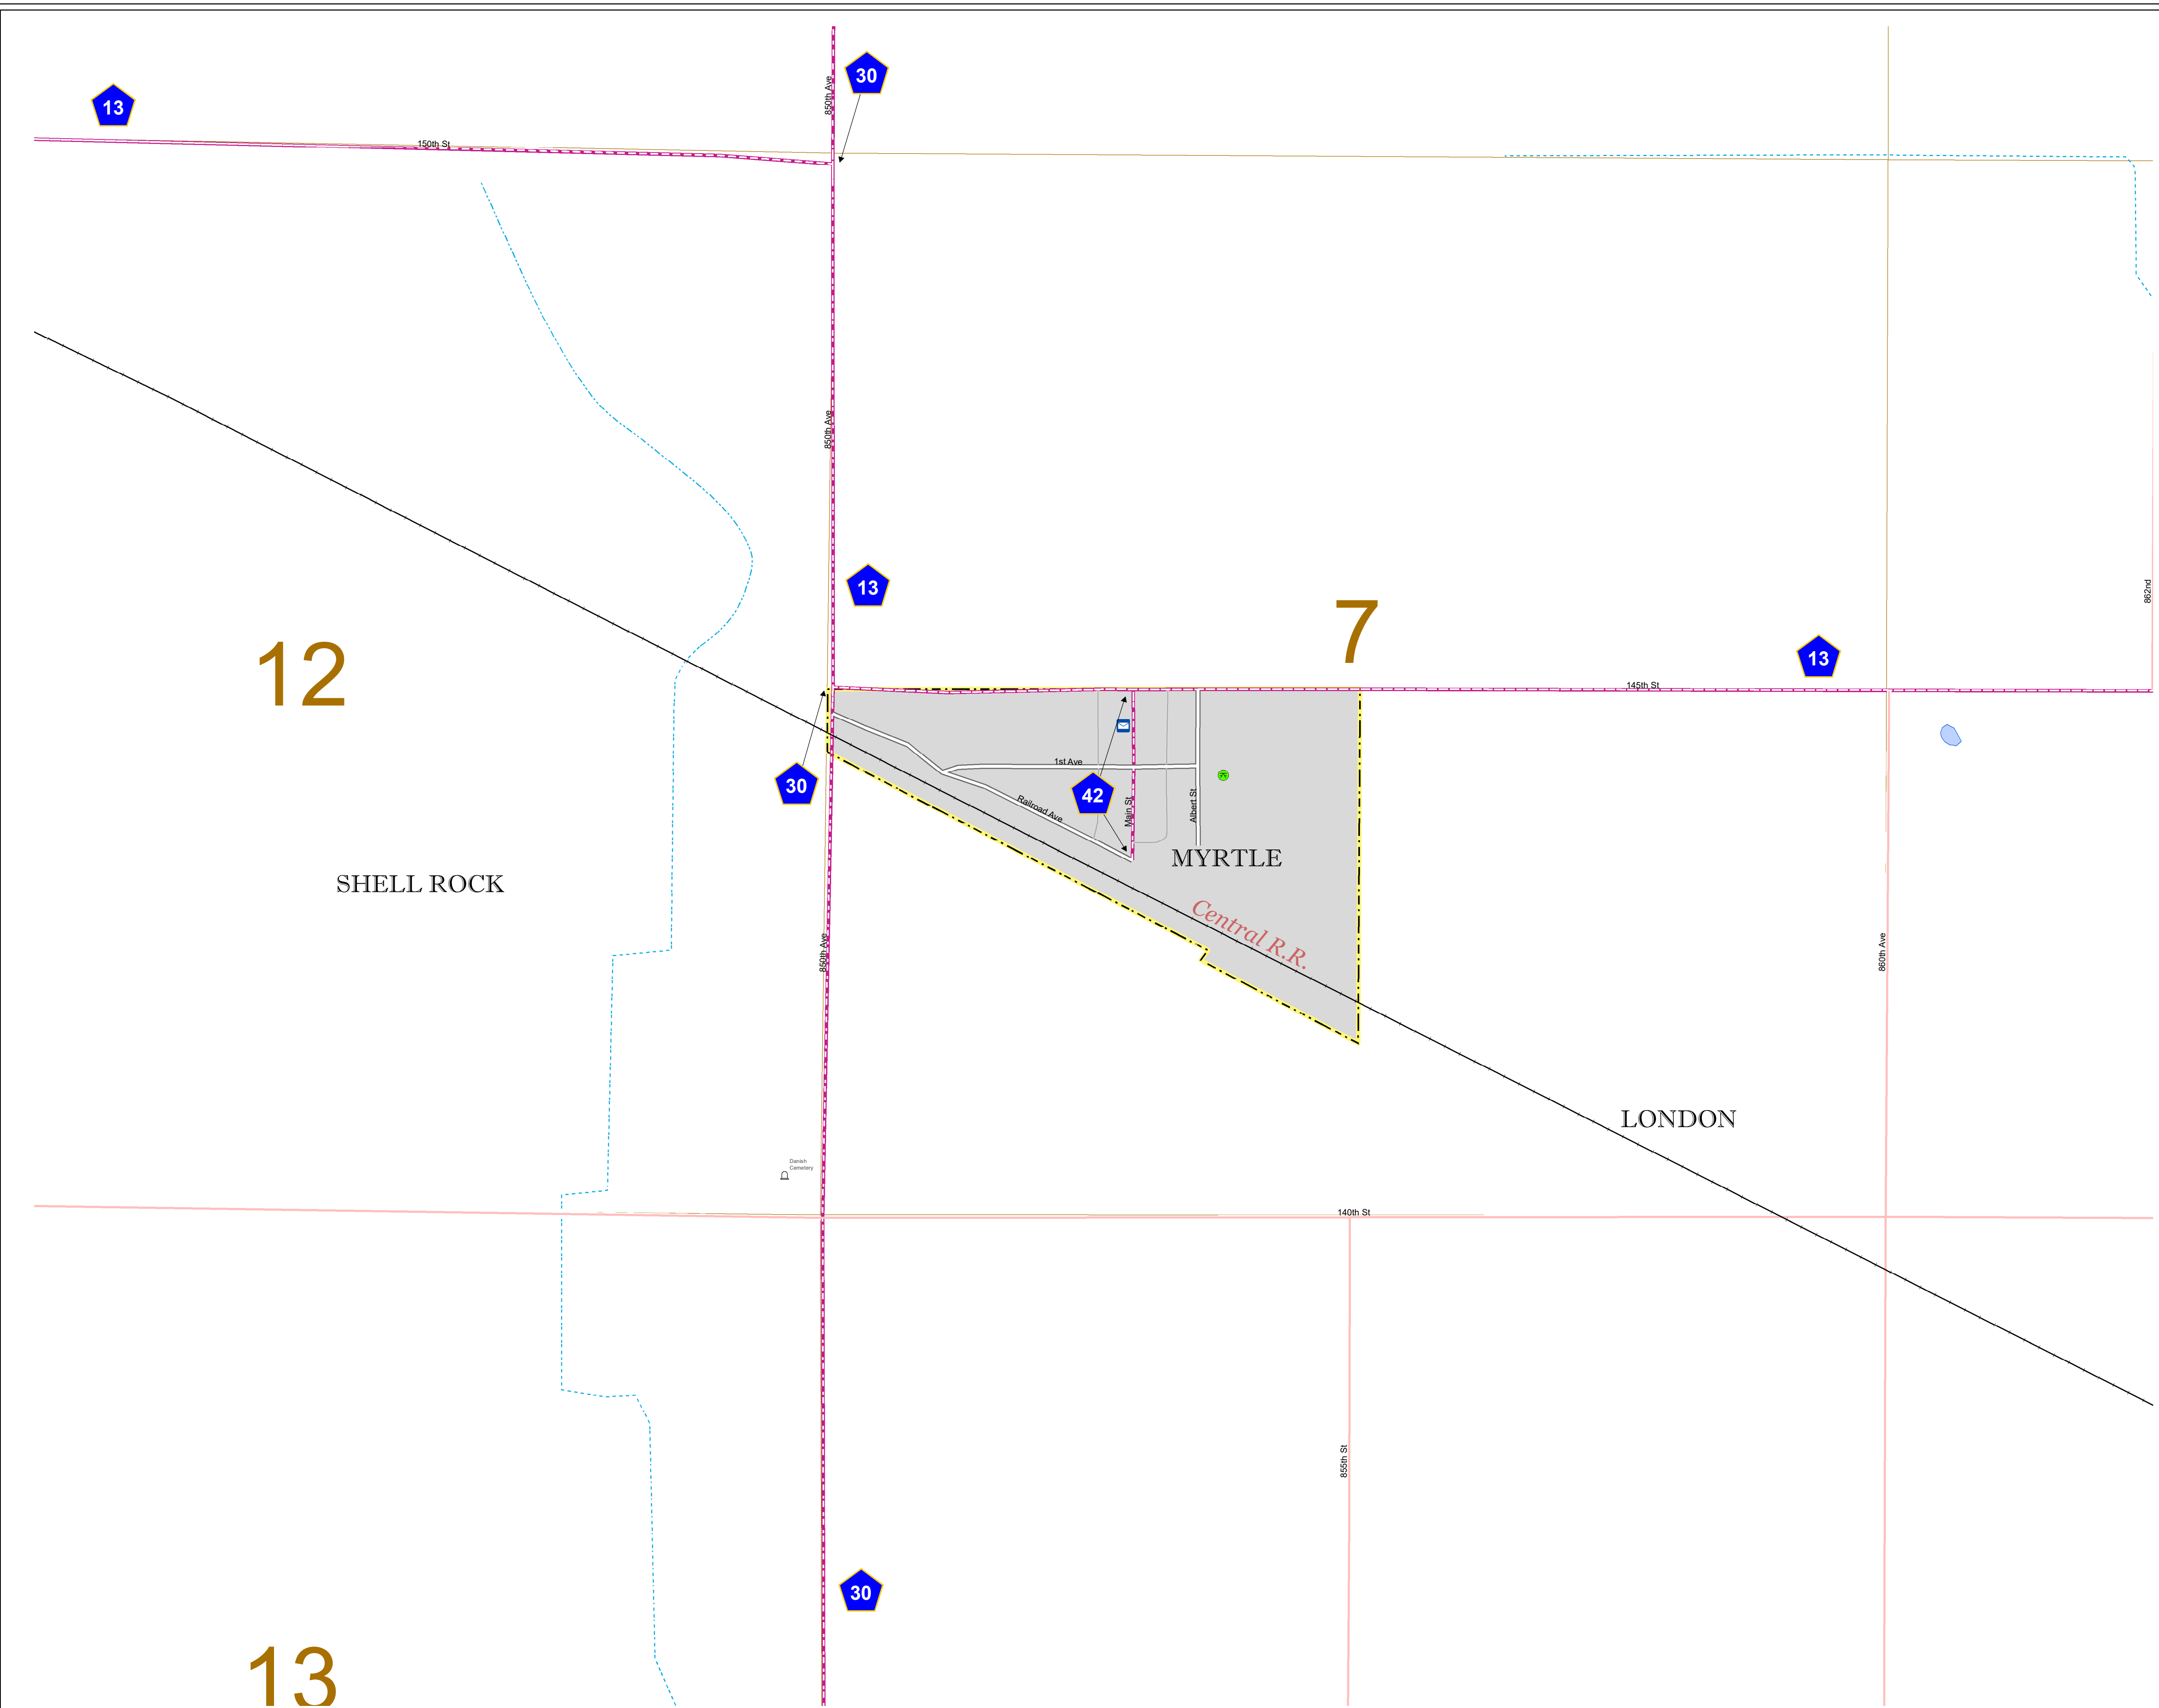 30
850th Ave
13
150th St
850th Ave
13
7
862nd
12
13
145th St
30
1st Ave
42
Railroad Ave
Main St
Albert St
MYRTLE
SHELL ROCK
Central R.R.
850th Ave
860th Ave
LONDON
Danish
Cemetery
140th St
855th St
30
13